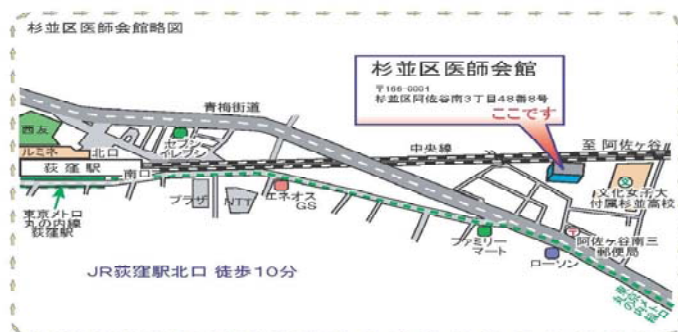 杉並区医師会館略図
杉並区医師会館
〒166-0001
杉並区阿佐谷南3丁目48番8号
ここです
青梅街道
西友
セブン
イレブン
ルミネ
北口
中央線
至 阿佐ヶ谷
荻窪駅
南口
文化女子大
付属杉並高校
プラザ
NTT
エネオス
GS
東京メトロ
丸の内線
荻窪駅
ファミリー
マート
阿佐ヶ谷南三
郵便局
ローソン
JR荻窪駅北口 徒歩10分